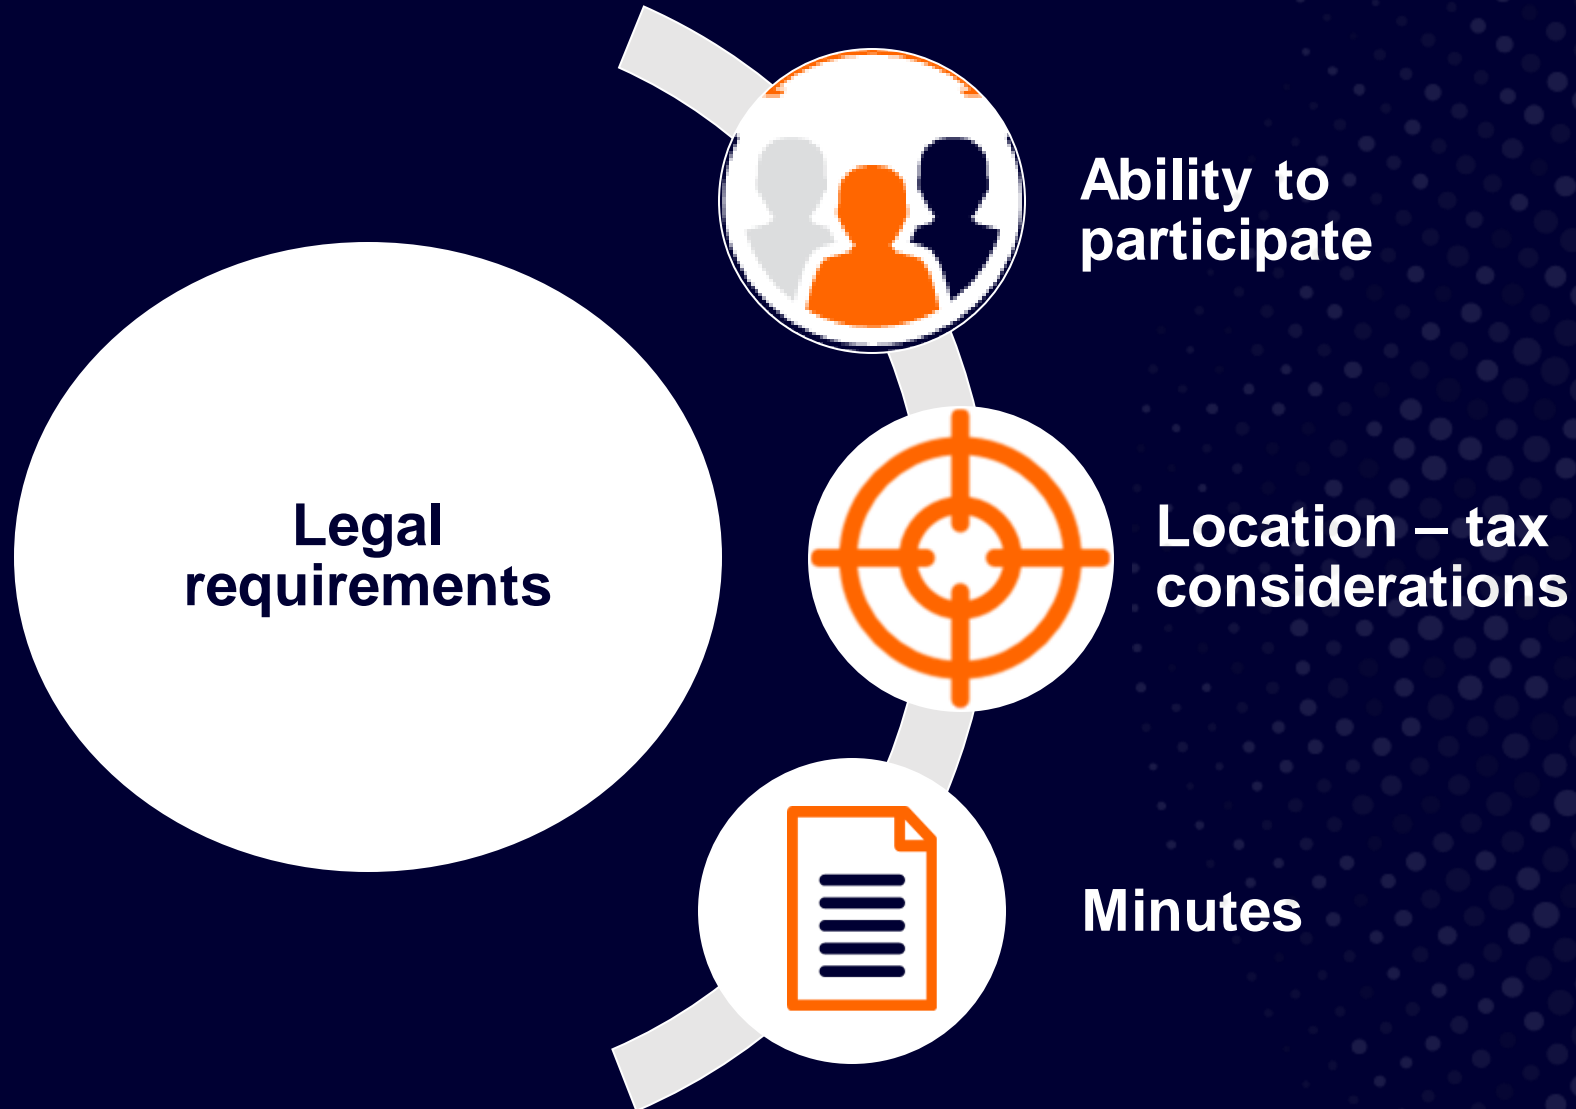 Legal
requirements
Ability to
participate
Location – tax
considerations
Minutes